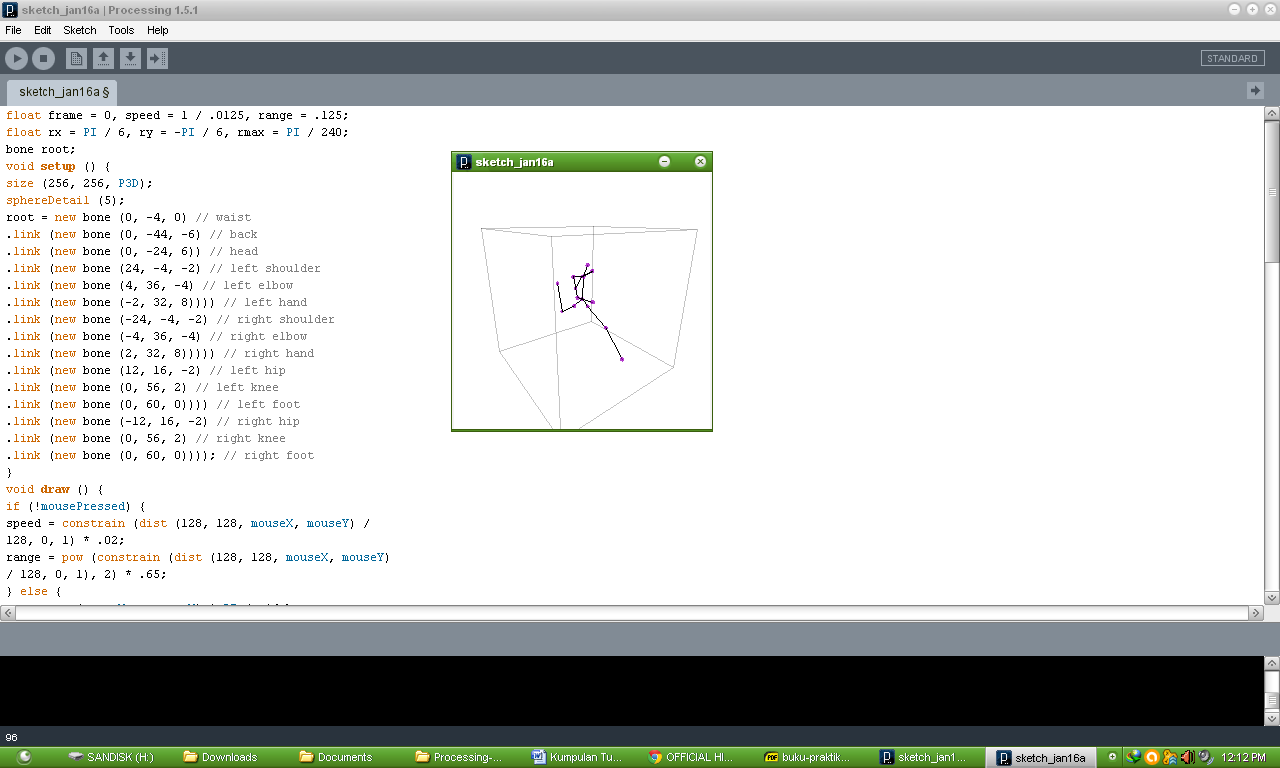 sketch_jan16a | Processing 1.5.1
File Edit Sketch Tools Help
STANDARD
sketch_jan16a §
float frame = 0, speed = 1 / .0125, range = .125;
float rx = PI / 6, ry = -PI / 6, rmax = PI / 240;
bone root;
void setup () {
size (256, 256, P3D);
sphereDetail (5);
root = new bone (0, -4, 0) // waist
.link (new bone (0, -44, -6) // back
.link (new bone (0, -24, 6)) // head
.link (new bone (24, -4, -2) // left shoulder
.link (new bone (4, 36, -4) // left elbow
.link (new bone (-2, 32, 8)))) // left hand
.link (new bone (-24, -4, -2) // right shoulder
.link (new bone (-4, 36, -4) // right elbow
.link (new bone (2, 32, 8))))) // right hand
.link (new bone (12, 16, -2) // left hip
.link (new bone (0, 56, 2) // left knee
.link (new bone (0, 60, 0)))) // left foot
.link (new bone (-12, 16, -2) // right hip
.link (new bone (0, 56, 2) // right knee
.link (new bone (0, 60, 0)))); // right foot
}
void draw () {
if (!mousePressed) {
speed = constrain (dist (128, 128, mouseX, mouseY) /
128, 0, 1) * .02;
range = pow (constrain (dist (128, 128, mouseX, mouseY)
/ 128, 0, 1), 2) * .65;
} else {
sketch_jan16a
96
SANDISK (H:) Downloads Documents Processing-... Kumpulan Tu... OFFICIAL HI... buku-praktik... sketch_jan1... sketch_jan16a 12:12 PM